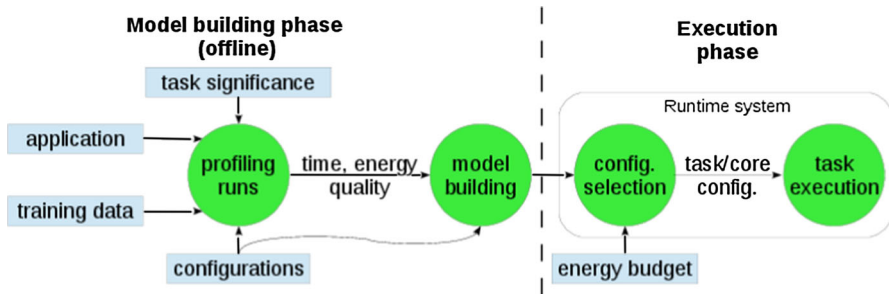 Model building phase
(offline)
Execution
phase
task significance
Runtime system
application
profiling
runs
time, energy
quality
model
building
config.
selection
task/core
config.
task
execution
training data
configurations
energy budget